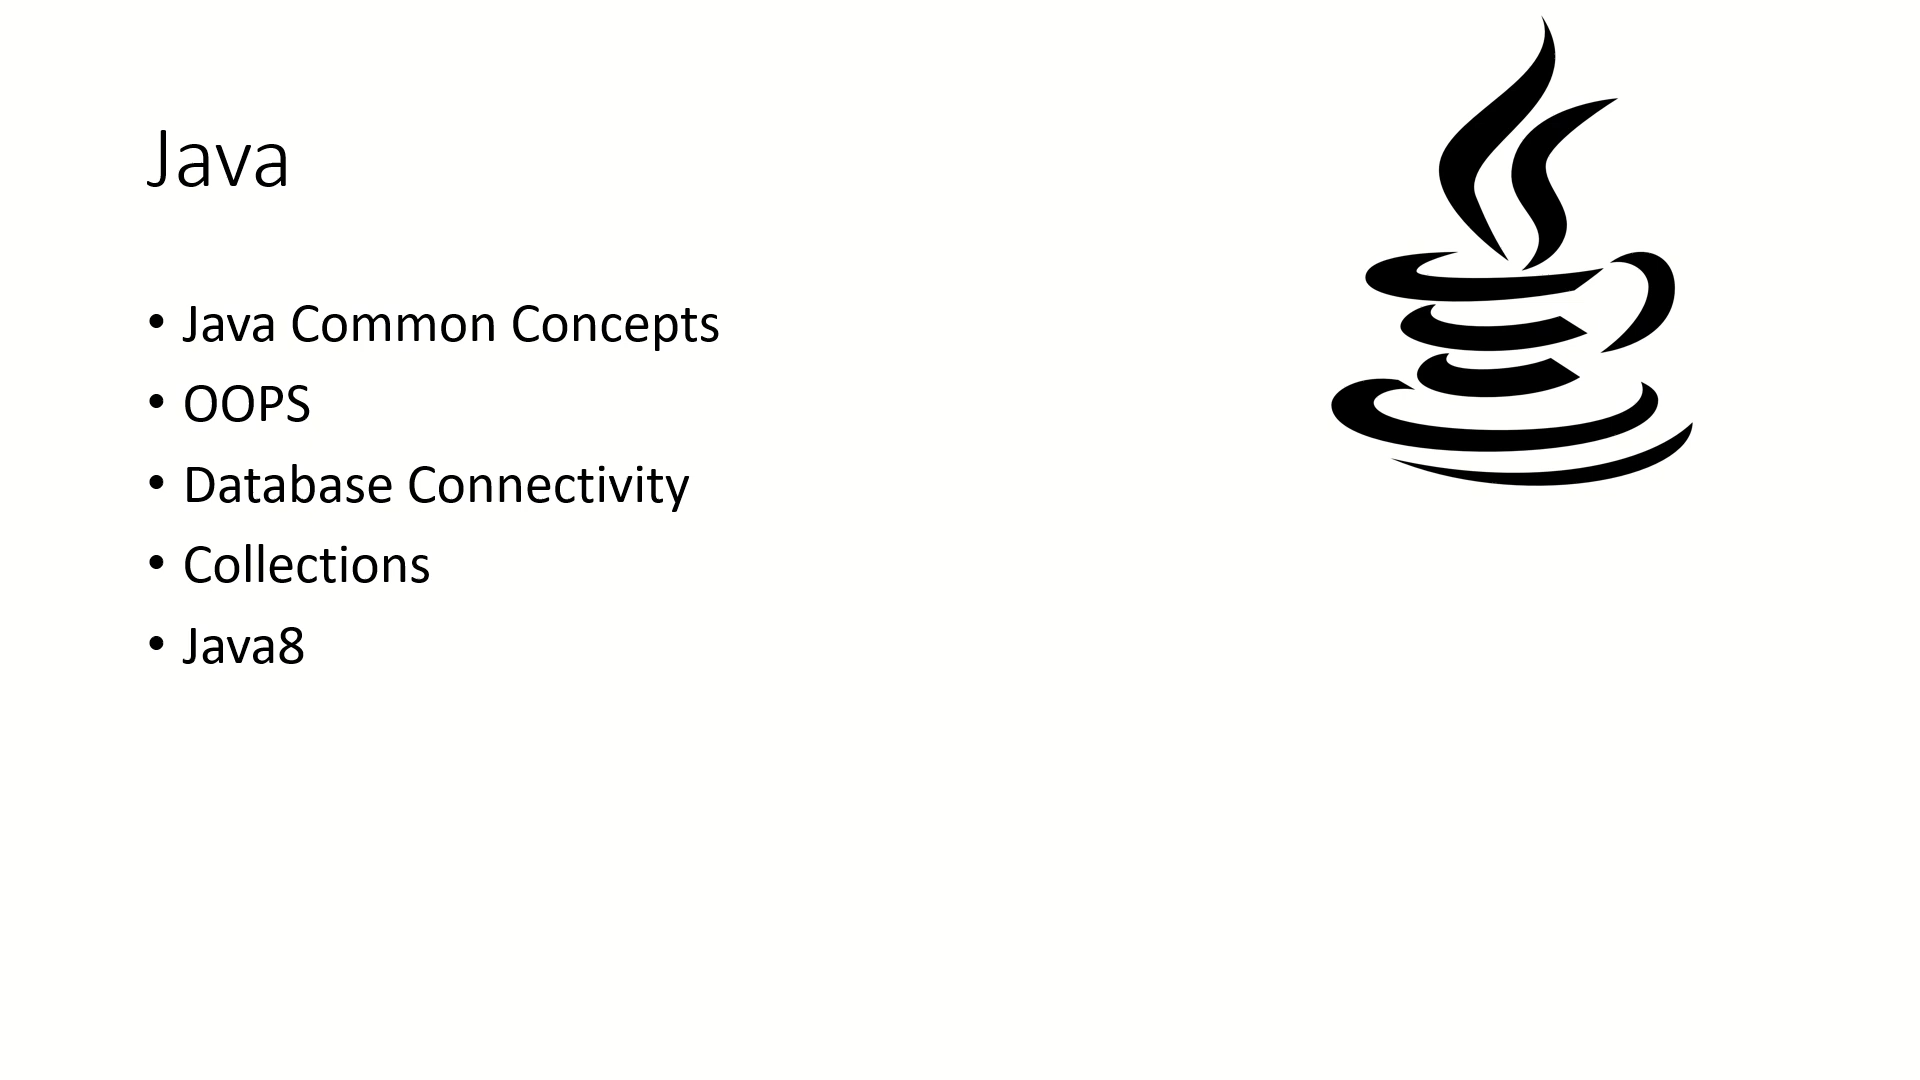 Java
• Java Common Concepts
• OOPS
• Database Connectivity
• Collections
• Java8